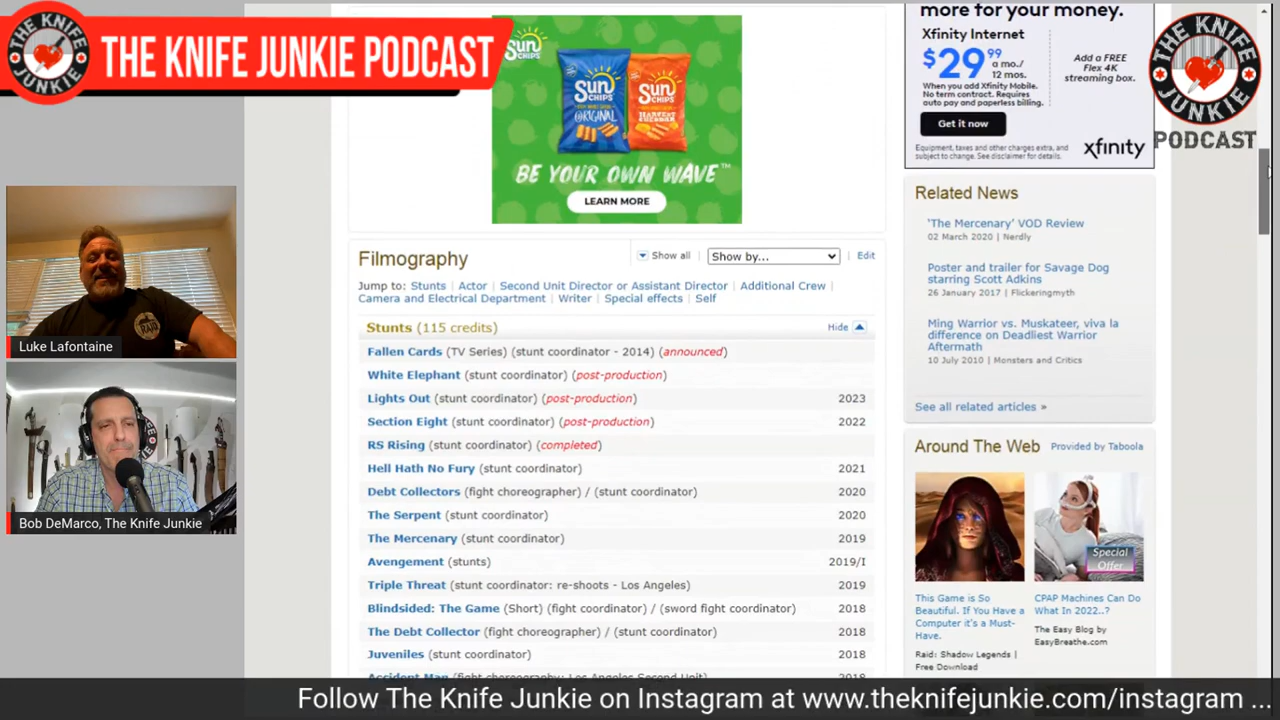 THE KNIFE JUNKIE
THE KNIFE JUNKIE PODCAST
SUN CHIPS
SUN CHIPS
ORIGINAL
SUN CHIPS
HARVEST CHEDDAR
BE YOUR OWN WAVE™
LEARN MORE
more for your money.
Xfinity Internet
$29.99 a mo./ 12 mos.
When you add Xfinity Mobile.
No term contract. Requires
auto pay and paperless billing.
Add a FREE
Flex 4K
streaming box.
Get it now
Equipment, taxes and other charges extra, and
subject to change. See disclaimer for details.
xfinity
THE KNIFE JUNKIE
PODCAST
Luke Lafontaine
Bob DeMarco, The Knife Junkie
Filmography
Show all | Show by... | Edit
Jump to: Stunts | Actor | Second Unit Director or Assistant Director | Additional Crew |
Camera and Electrical Department | Writer | Special effects | Self
Stunts (115 credits) Hide
Fallen Cards (TV Series) (stunt coordinator - 2014) (announced)
White Elephant (stunt coordinator) (post-production)
Lights Out (stunt coordinator) (post-production) 2023
Section Eight (stunt coordinator) (post-production) 2022
RS Rising (stunt coordinator) (completed)
Hell Hath No Fury (stunt coordinator) 2021
Debt Collectors (fight choreographer) / (stunt coordinator) 2020
The Serpent (stunt coordinator) 2020
The Mercenary (stunt coordinator) 2019
Avengement (stunts) 2019/I
Triple Threat (stunt coordinator: re-shoots - Los Angeles) 2019
Blindsided: The Game (Short) (fight coordinator) / (sword fight coordinator) 2018
The Debt Collector (fight choreographer) / (stunt coordinator) 2018
Juveniles (stunt coordinator) 2018
Accident Man (fight choreography: Los Angeles Second Unit)
Related News
'The Mercenary' VOD Review
02 March 2020 | Nerdly
Poster and trailer for Savage Dog
starring Scott Adkins
26 January 2017 | Flickeringmyth
Ming Warrior vs. Muskateer, viva la
difference on Deadliest Warrior
Aftermath
10 July 2010 | Monsters and Critics
See all related articles »
Around The Web Provided by Taboola
Special
Offer
This Game is So
Beautiful. If You Have a
Computer it's a Must-
Have.
Raid: Shadow Legends |
Free Download
CPAP Machines Can Do
What In 2022..?
The Easy Blog by
EasyBreathe.com
Follow The Knife Junkie on Instagram at www.theknifejunkie.com/instagram ...